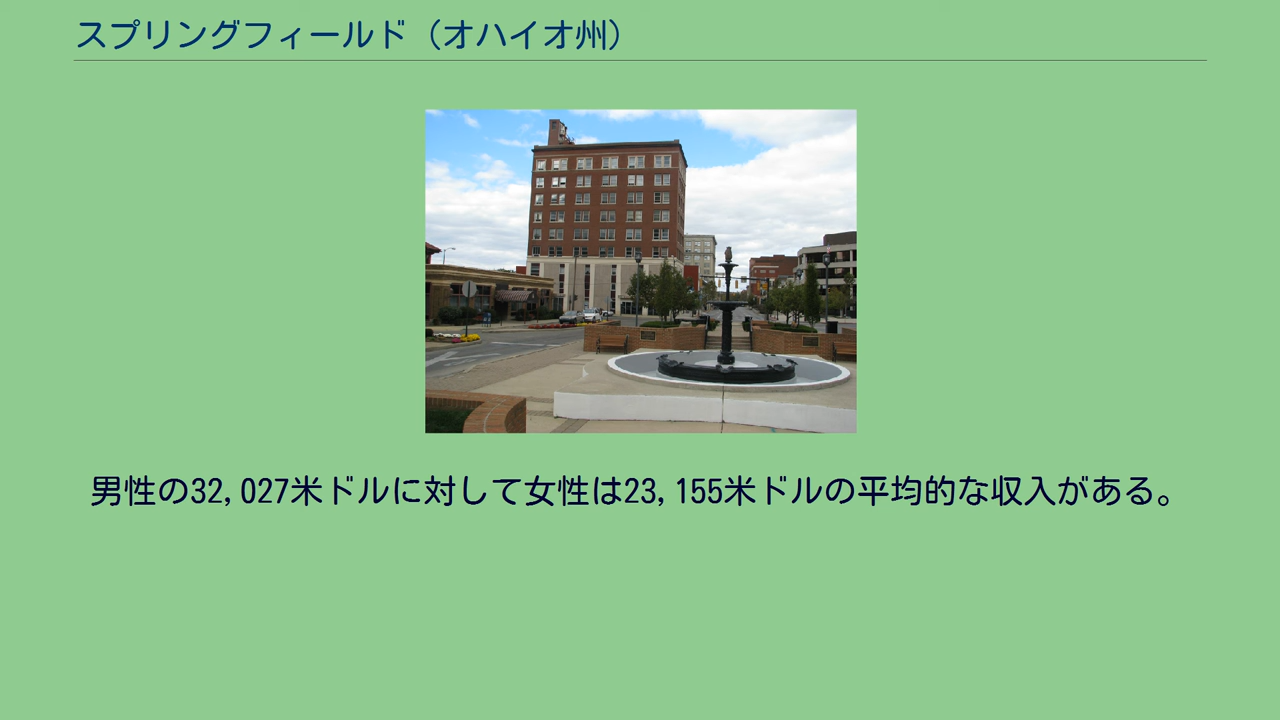 スプリングフィールド（オハイオ州）
男性の32,027米ドルに対して女性は23,155米ドルの平均的な収入がある。